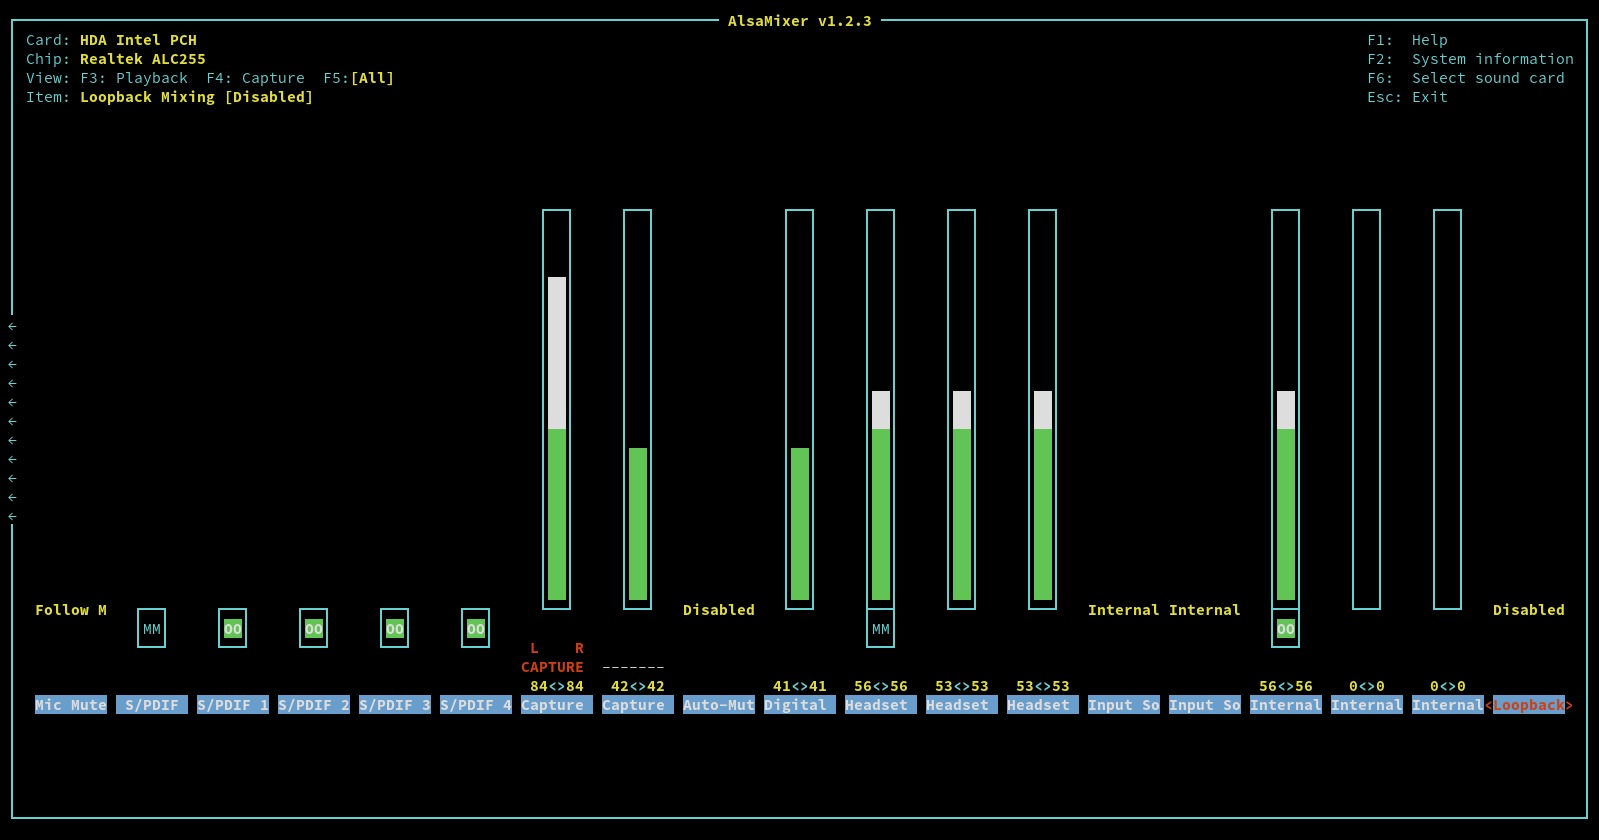 AlsaMixer v1.2.3
Card: HDA Intel PCH F1: Help
Chip: Realtek ALC255 F2: System information
View: F3: Playback F4: Capture F5:[All] F6: Select sound card
Item: Loopback Mixing [Disabled] Esc: Exit
←
←
←
←
←
←
←
←
←
←
←
Follow M Disabled Internal Internal Disabled
MM OO OO OO OO MM OO
L R
CAPTURE -------
84<>84 42<>42 41<>41 56<>56 53<>53 53<>53 56<>56 0<>0 0<>0
Mic Mute S/PDIF S/PDIF 1 S/PDIF 2 S/PDIF 3 S/PDIF 4 Capture Capture Auto-Mut Digital Headset Headset Headset Input So Input So Internal Internal Internal <Loopback>